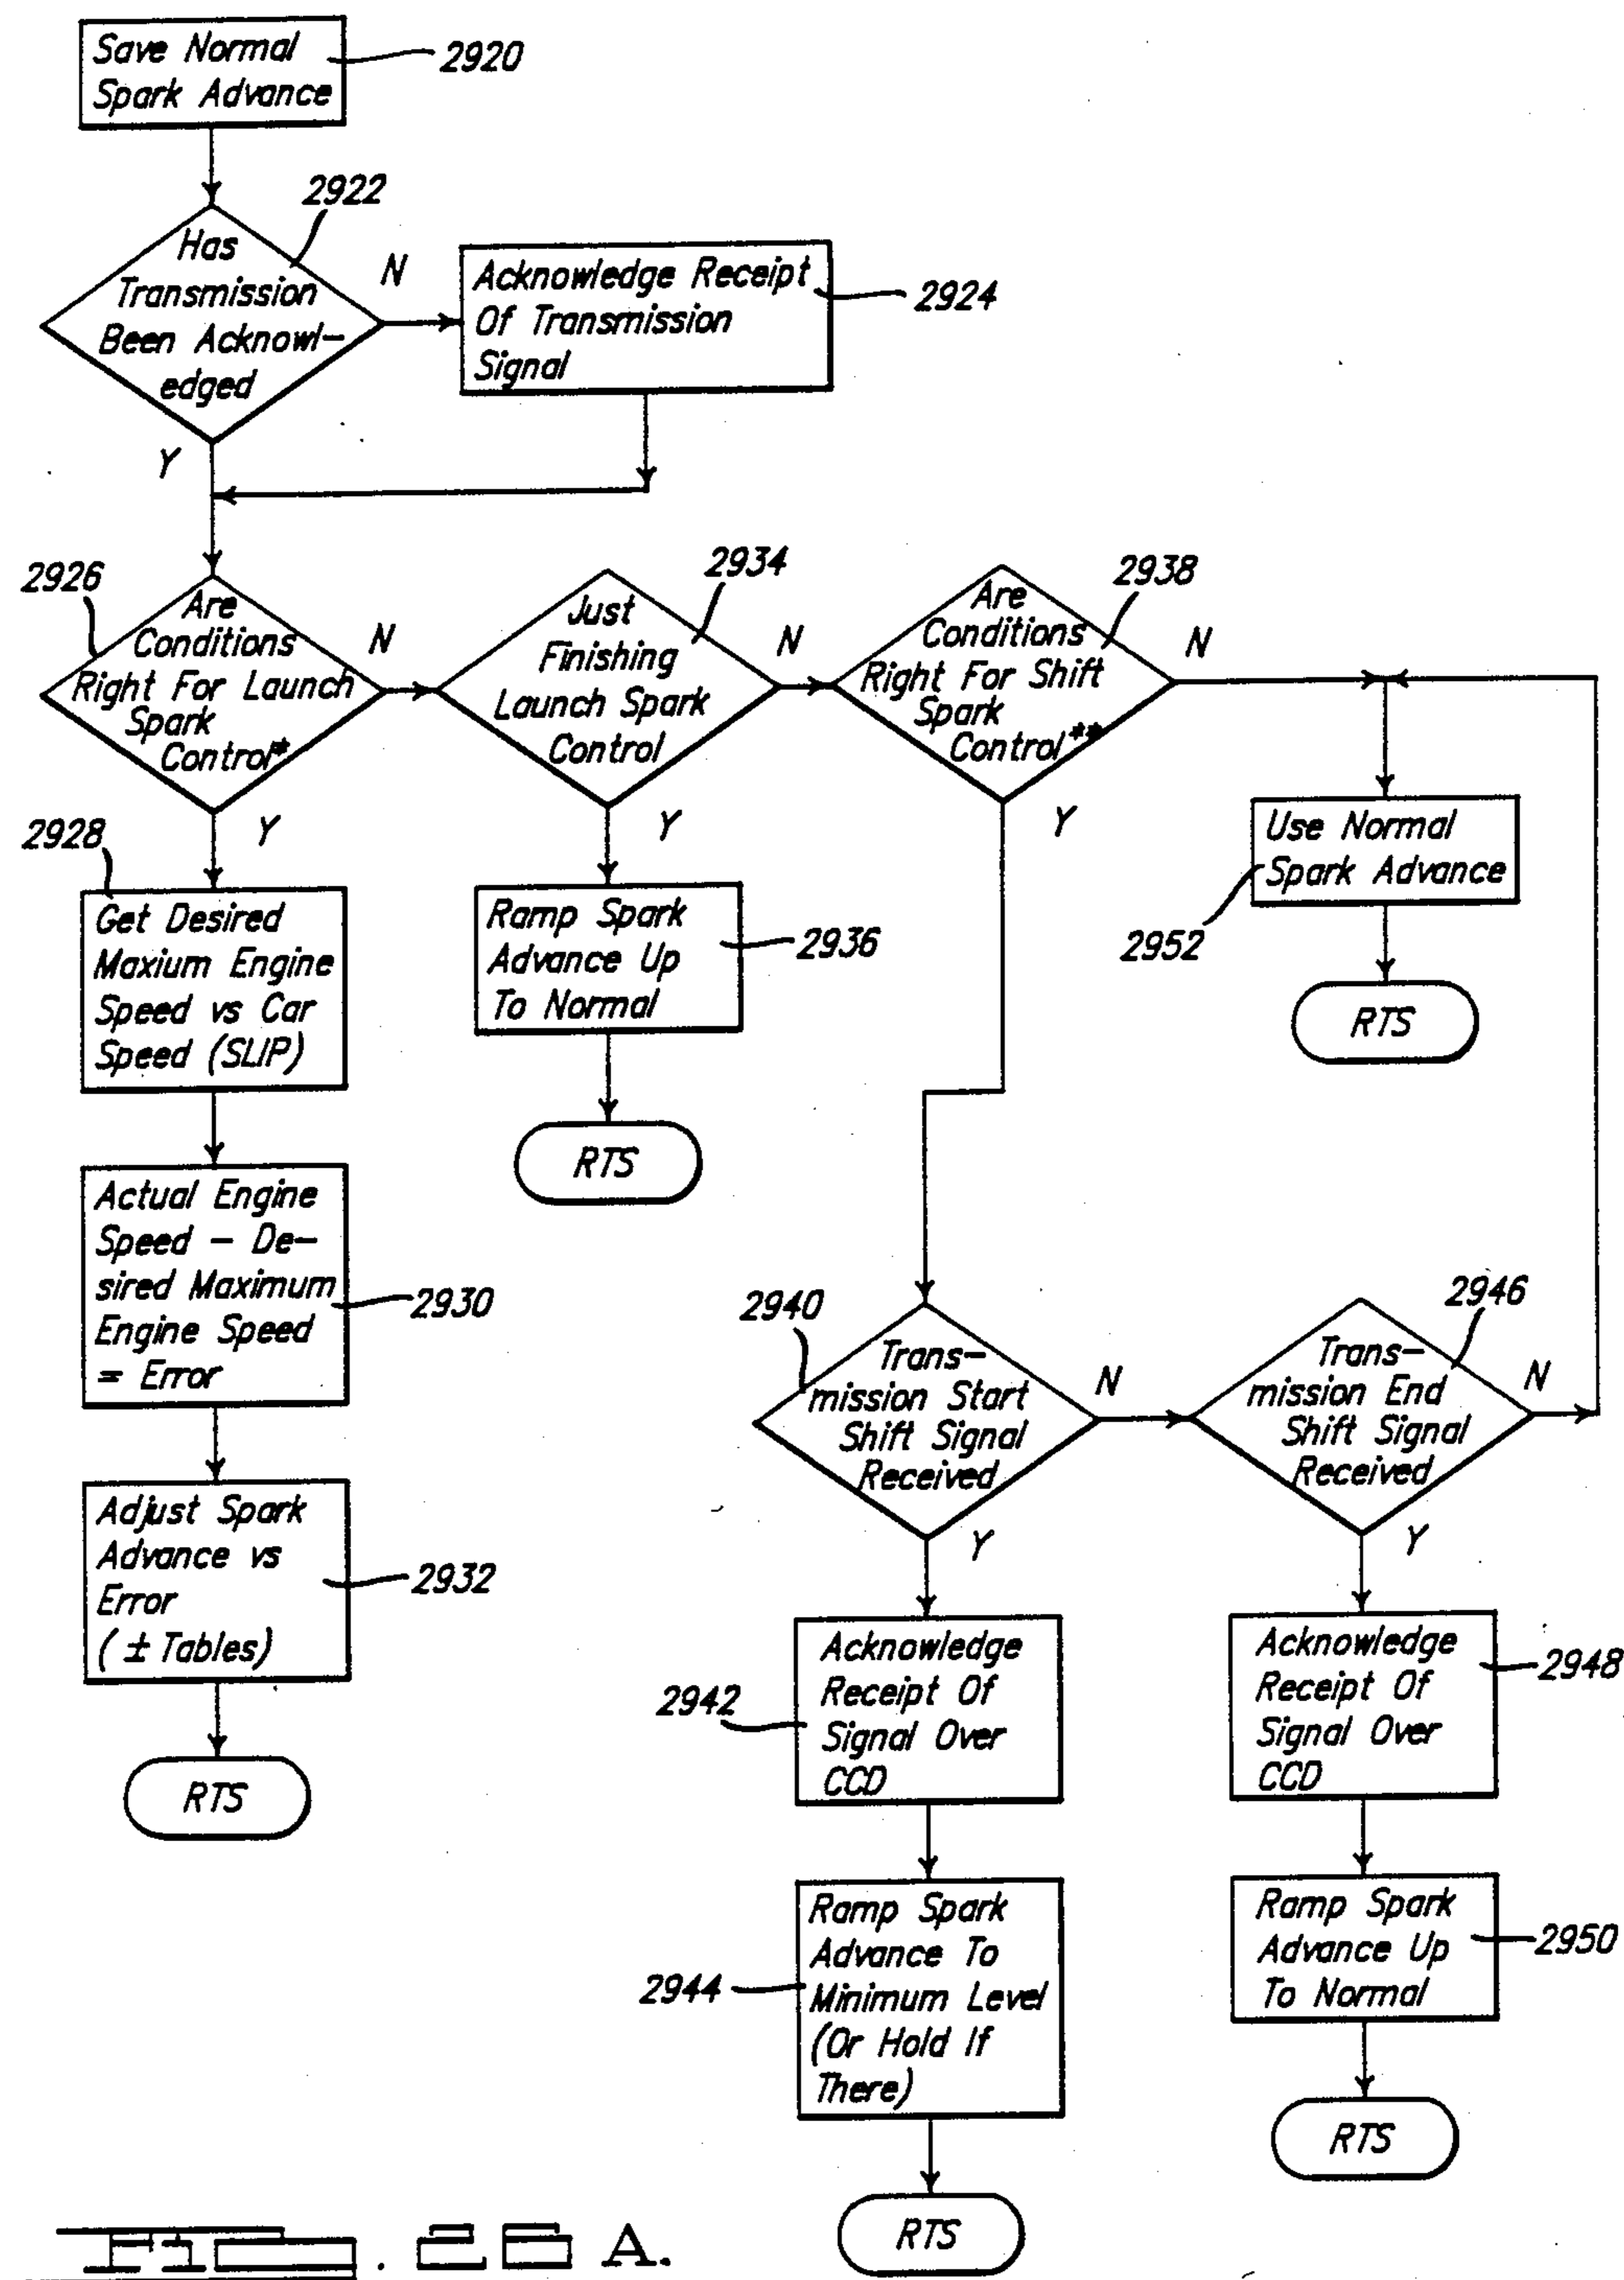 Save Normal
Spark Advance
2920
2922
Has
Transmission
Been Acknowl-
edged
N
Y
Acknowledge Receipt
Of Transmission
Signal
2924
2926
Are
Conditions
Right For Launch
Spark
Control*
N
Y
2934
Just
Finishing
Launch Spark
Control
N
Y
2938
Are
Conditions
Right For Shift
Spark
Control**
N
Y
2928
Get Desired
Maxium Engine
Speed vs Car
Speed (SLIP)
Ramp Spark
Advance Up
To Normal
2936
RTS
Use Normal
Spark Advance
2952
RTS
Actual Engine
Speed - De-
sired Maximum
Engine Speed
= Error
2930
Adjust Spark
Advance vs
Error
(± Tables)
2932
RTS
2940
Trans-
mission Start
Shift Signal
Received
N
Y
2946
Trans-
mission End
Shift Signal
Received
N
Y
Acknowledge
Receipt Of
Signal Over
CCD
2942
Acknowledge
Receipt Of
Signal Over
CCD
2948
Ramp Spark
Advance To
Minimum Level
(Or Hold If
There)
2944
RTS
Ramp Spark
Advance Up
To Normal
2950
RTS
A.